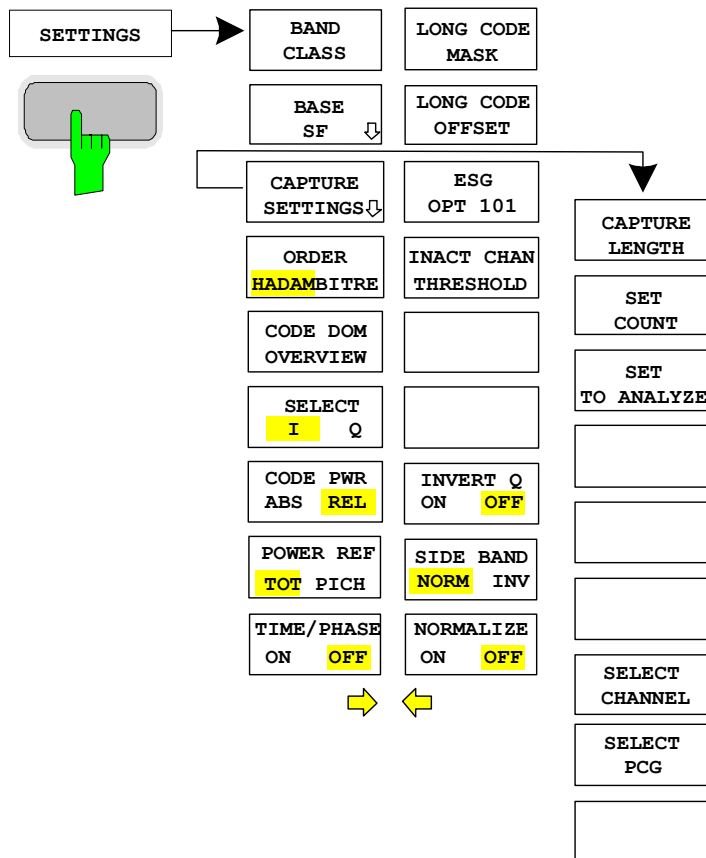 SETTINGS
BAND
CLASS
BASE
SF
CAPTURE
SETTINGS
ORDER
HADAMBITRE
CODE DOM
OVERVIEW
SELECT
I Q
CODE PWR
ABS REL
POWER REF
TOT PICH
TIME/PHASE
ON OFF
LONG CODE
MASK
LONG CODE
OFFSET
ESG
OPT 101
INACT CHAN
THRESHOLD
INVERT Q
ON OFF
SIDE BAND
NORM INV
NORMALIZE
ON OFF
CAPTURE
LENGTH
SET
COUNT
SET
TO ANALYZE
SELECT
CHANNEL
SELECT
PCG